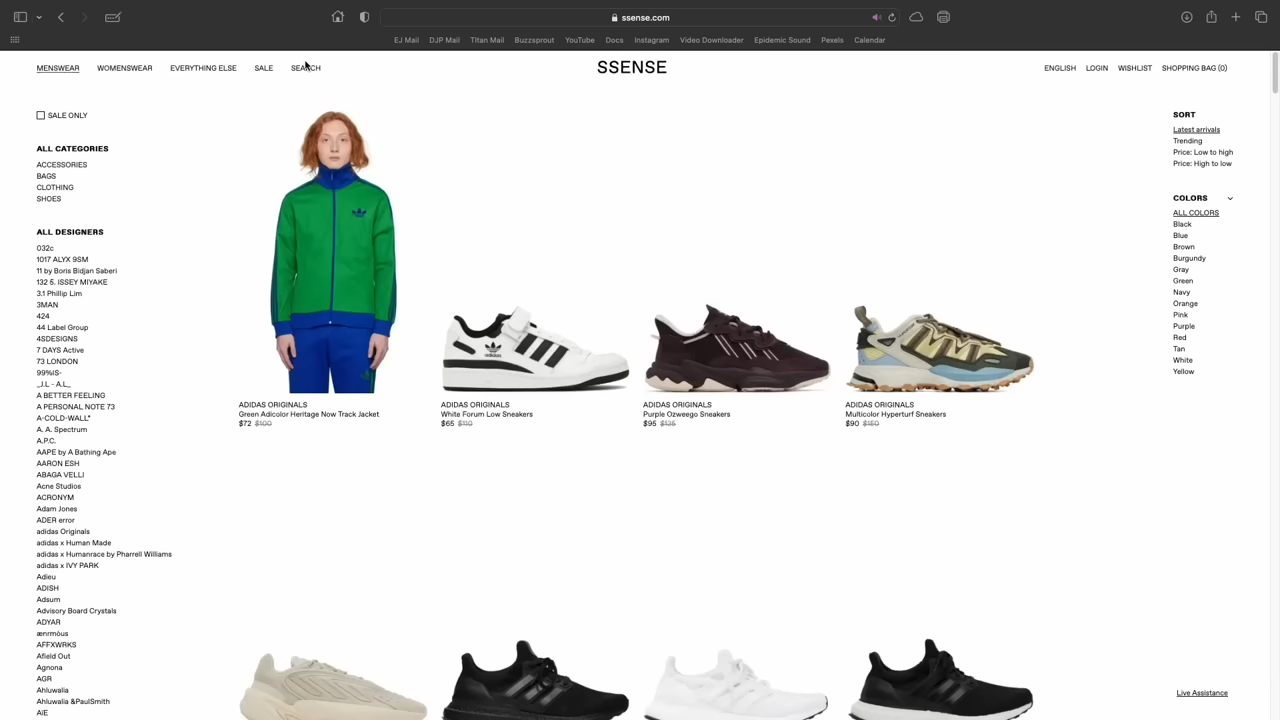 ssense.com
EJ Mail
DJP Mail
Titan Mail
Buzzsprout
YouTube
Docs
Instagram
Video Downloader
Epidemic Sound
Pexels
Calendar
MENSWEAR
WOMENSWEAR
EVERYTHING ELSE
SALE
SEARCH
SSENSE
ENGLISH
LOGIN
WISHLIST
SHOPPING BAG (0)
SALE ONLY
ALL CATEGORIES
ACCESSORIES
BAGS
CLOTHING
SHOES
ALL DESIGNERS
032c
1017 ALYX 9SM
11 by Boris Bidjan Saberi
132 5. ISSEY MIYAKE
3.1 Phillip Lim
3MAN
424
44 Label Group
4SDESIGNS
7 DAYS Active
73 LONDON
99%IS-
_J.L - A.L_
A BETTER FEELING
A PERSONAL NOTE 73
A-COLD-WALL*
A. A. Spectrum
A.P.C.
AAPE by A Bathing Ape
AARON ESH
ABAGA VELLI
Acne Studios
ACRONYM
Adam Jones
ADER error
adidas Originals
adidas x Human Made
adidas x Humanrace by Pharrell Williams
adidas x IVY PARK
Adieu
ADISH
Adsum
Advisory Board Crystals
ADYAR
ænrmòus
AFFXWRKS
Afield Out
Agnona
AGR
Ahluwalia
Ahluwalia &PaulSmith
AïE
ADIDAS ORIGINALS
Green Adicolor Heritage Now Track Jacket
$72 $100
adidas
ADIDAS ORIGINALS
White Forum Low Sneakers
$65 $110
ADIDAS ORIGINALS
Purple Ozweego Sneakers
$95 $135
ADIDAS ORIGINALS
Multicolor Hyperturf Sneakers
$90 $150
SORT
Latest arrivals
Trending
Price: Low to high
Price: High to low
COLORS
ALL COLORS
Black
Blue
Brown
Burgundy
Gray
Green
Navy
Orange
Pink
Purple
Red
Tan
White
Yellow
Live Assistance